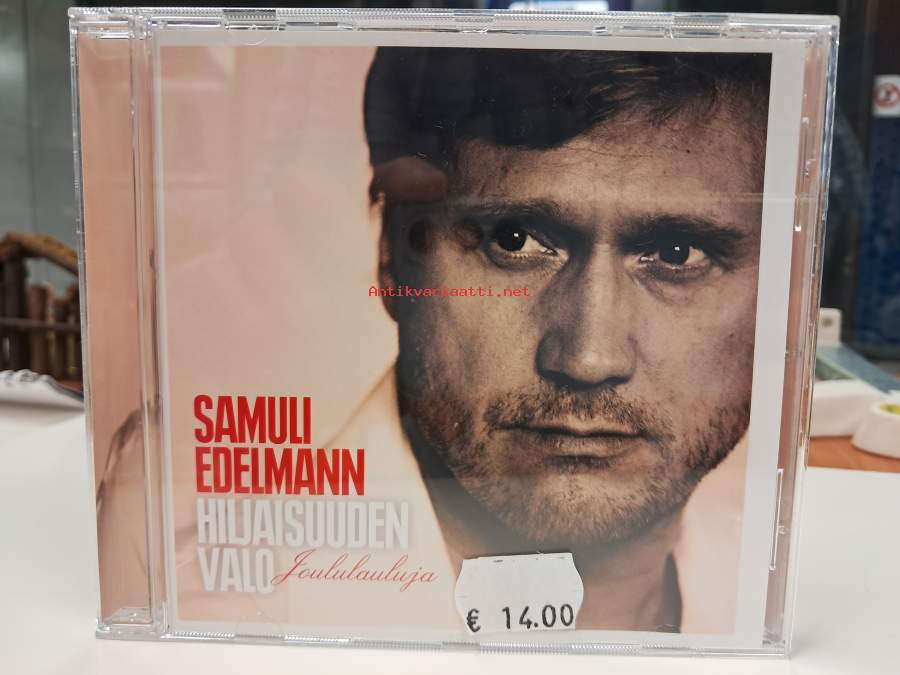 Antikvariaatti.net
SAMULI
EDELMANN
HILJAISUUDEN
VALO Joululauluja
€ 14.00